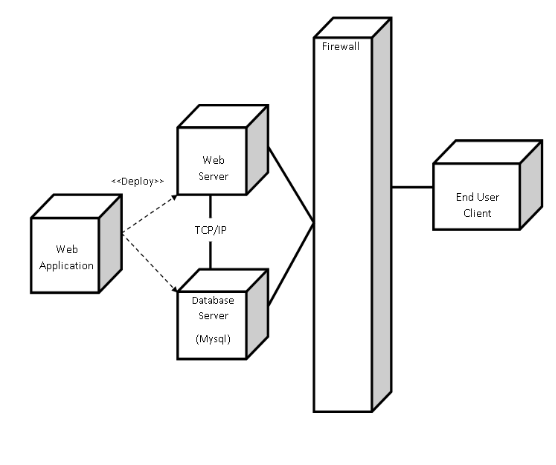 Firewall
Web
Server
<<Deploy>>
End User
Client
TCP/IP
Web
Application
Database
Server
(Mysql)